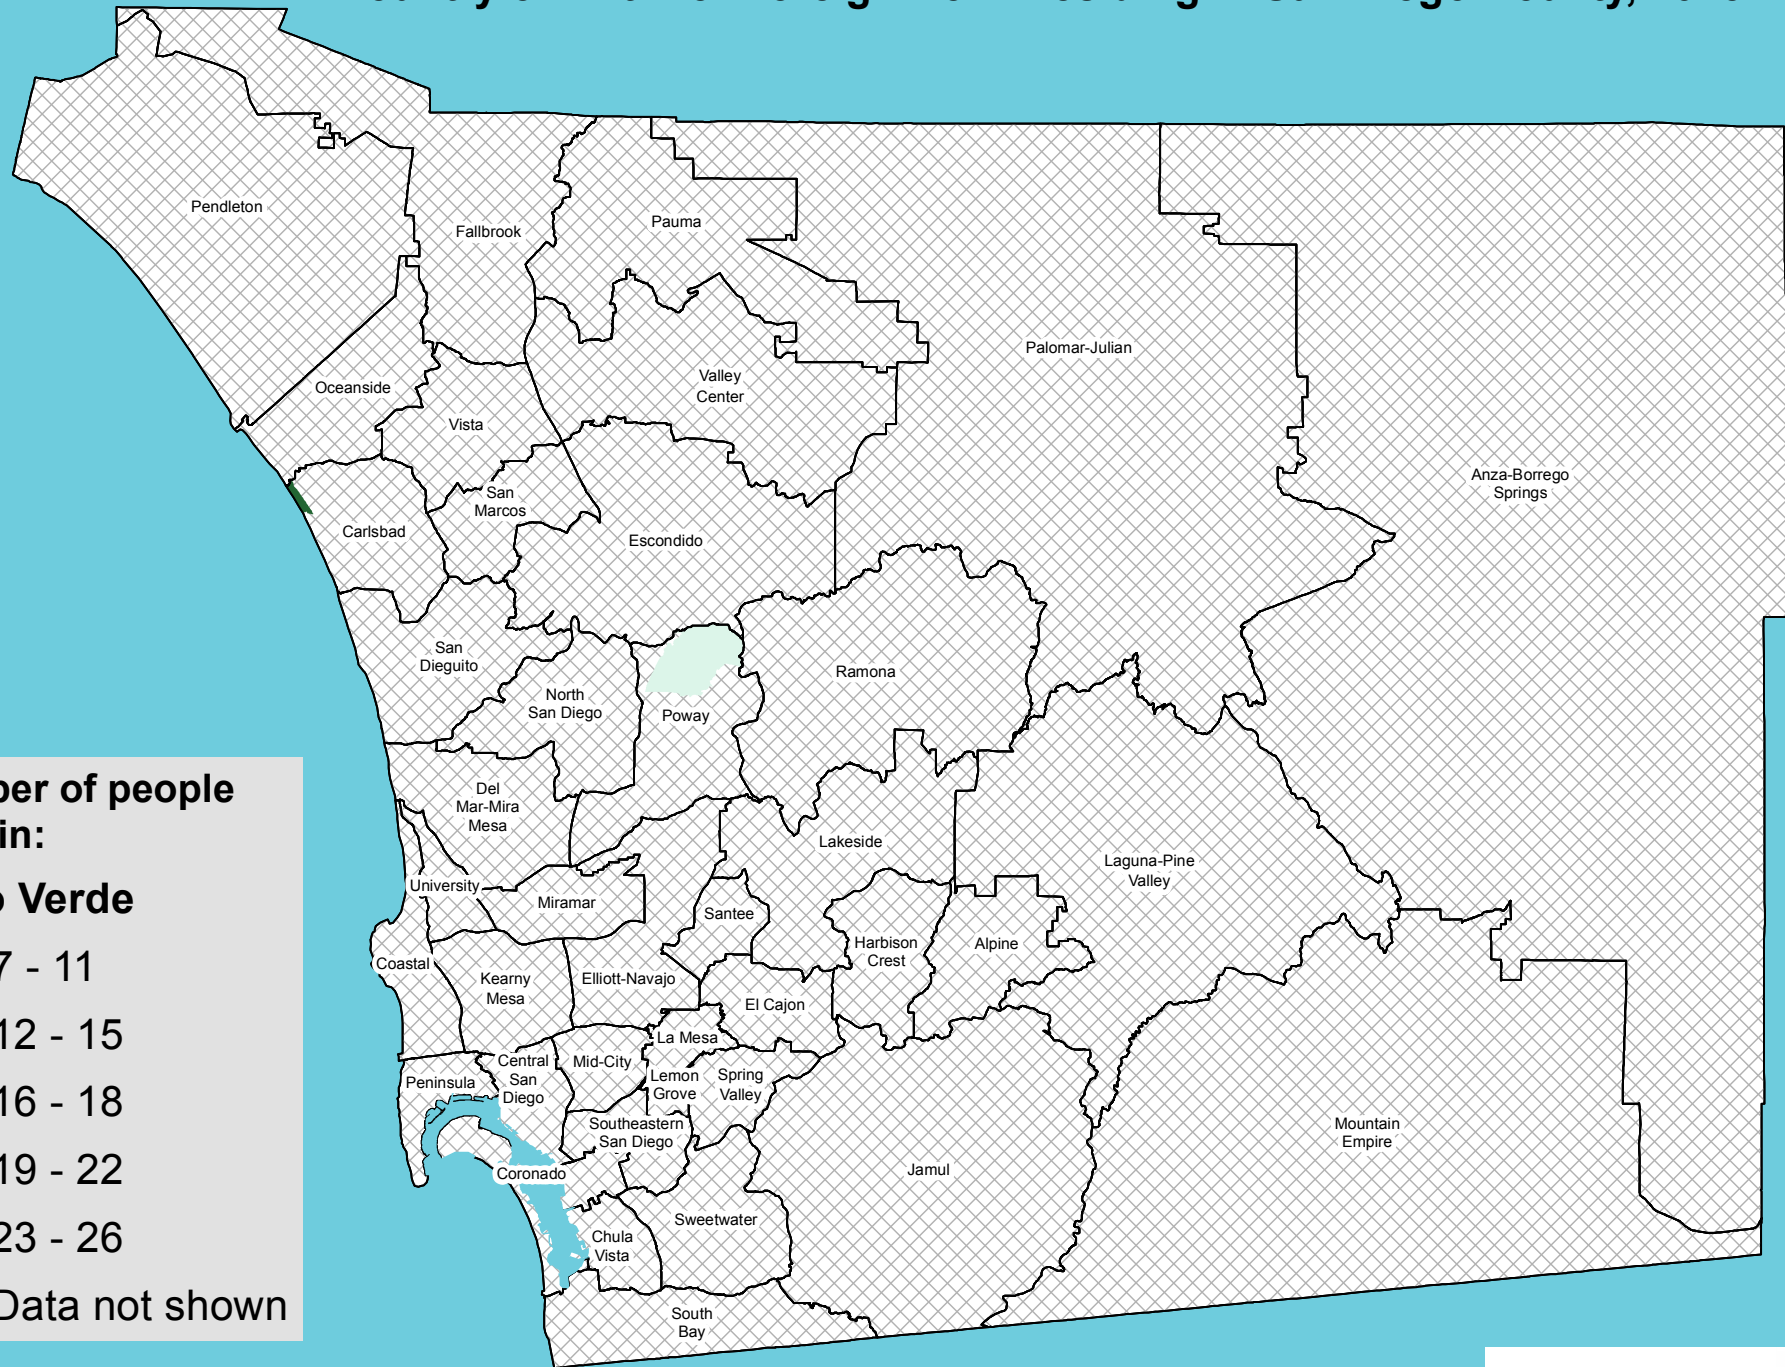 Pendleton
Fallbrook
Pauma
Palomar-Julian
Oceanside
Valley
Center
Vista
Anza-Borrego
Springs
San
Marcos
Carlsbad
Escondido
San
Dieguito
Ramona
North
San Diego
Poway
Del
Mar-Mira
Mesa
Lakeside
Laguna-Pine
Valley
University
Miramar
Santee
Harbison
Crest
Alpine
Coastal
Kearny
Mesa
Elliott-Navajo
El Cajon
La Mesa
Central
San
Diego
Mid-City
Peninsula
Lemon
Grove
Spring
Valley
Southeastern
San Diego
Mountain
Empire
Coronado
Jamul
Sweetwater
Chula
Vista
South
Bay
of people
in:
Verde
7 - 11
12 - 15
16 - 18
19 - 22
23 - 26
Data not shown